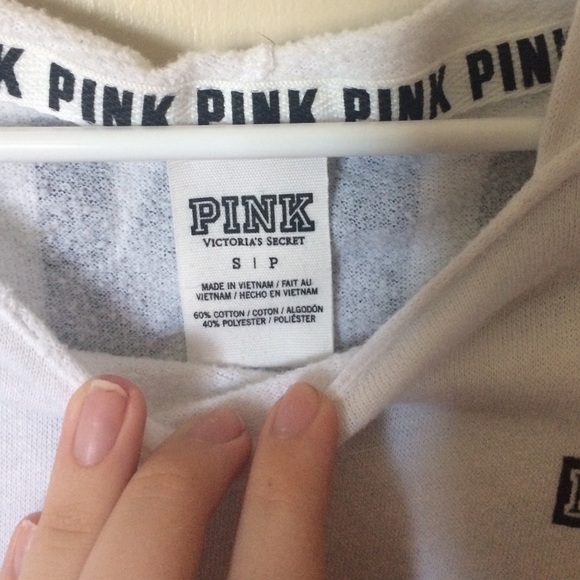 PINK PINK PINK PINK
PINK
VICTORIA'S SECRET
S | P
MADE IN VIETNAM / FAIT AU
VIETNAM / HECHO EN VIETNAM
60% COTTON / COTON / ALGODÓN
40% POLYESTER / POLIÉSTER